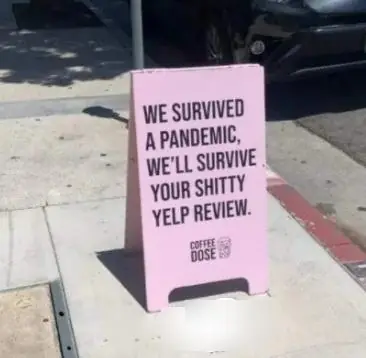 WE SURVIVED
A PANDEMIC,
WE'LL SURVIVE
YOUR SHITTY
YELP REVIEW.
COFFEE
DOSE